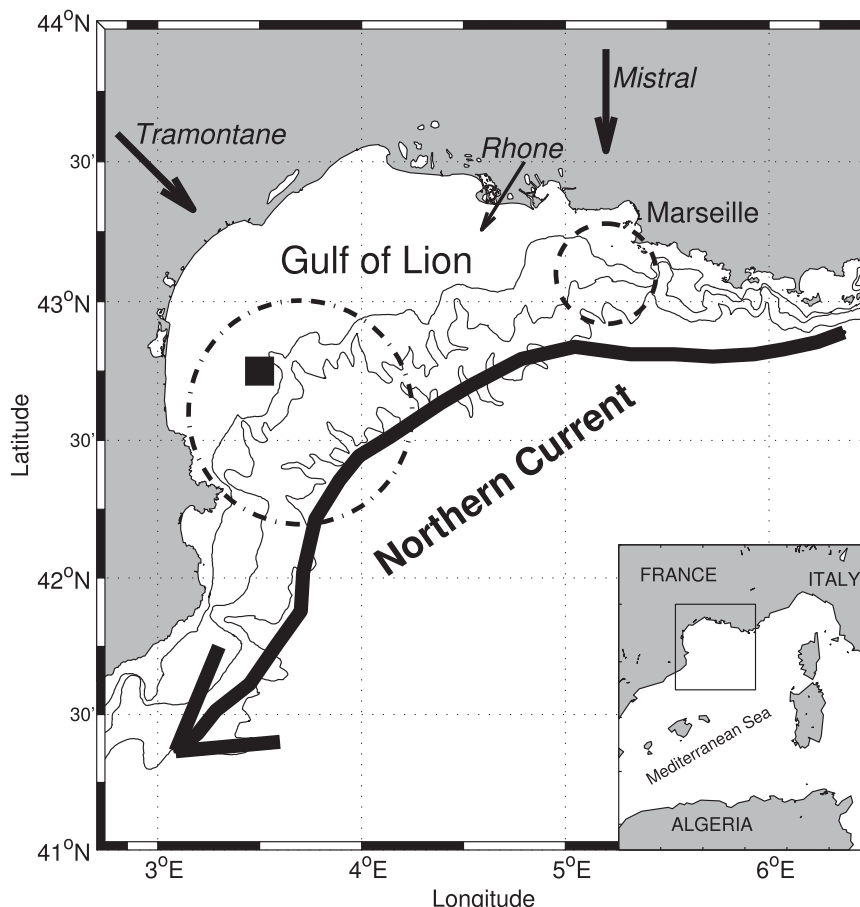 44°N
Mistral
Tramontane
Rhone
30'
Marseille
Gulf of Lion
43°N
Latitude
30'
Northern Current
42°N
FRANCE
ITALY
30'
Mediterranean Sea
ALGERIA
41°N
3°E
4°E
5°E
6°E
Longitude